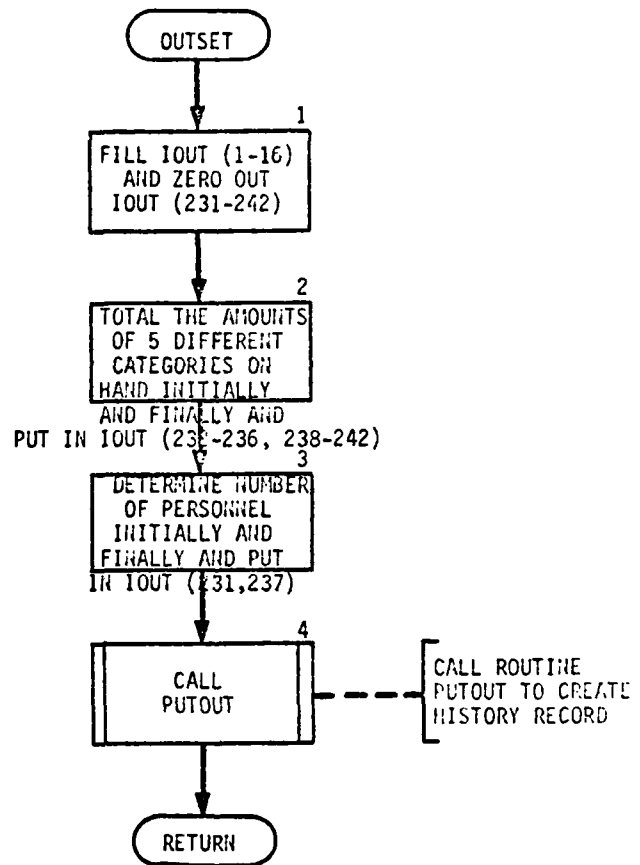 OUTSET
1
FILL IOUT (1-16)
AND ZERO OUT
IOUT (231-242)
2
TOTAL THE AMOUNTS
OF 5 DIFFERENT
CATEGORIES ON
HAND INITIALLY
AND FINALLY AND
PUT IN IOUT (232-236, 238-242)
3
DETERMINE NUMBER
OF PERSONNEL
INITIALLY AND
FINALLY AND PUT
IN IOUT (231,237)
4
CALL
PUTOUT
CALL ROUTINE
PUTOUT TO CREATE
HISTORY RECORD
RETURN